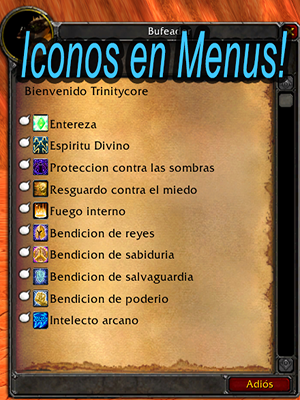 Bufeador
Iconos en Menus!
Bienvenido Trinitycore
Entereza
Espiritu Divino
Proteccion contra las sombras
Resguardo contra el miedo
Fuego interno
Bendicion de reyes
Bendicion de sabiduria
Bendicion de salvaguardia
Bendicion de poderio
Intelecto arcano
Adiós